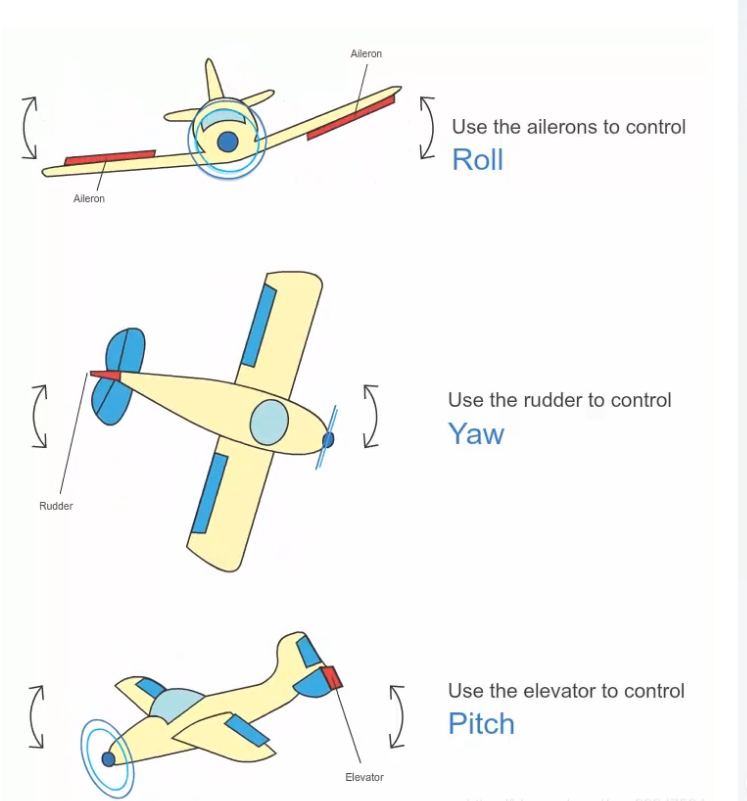 Aileron
Use the ailerons to control
Roll
Aileron
Use the rudder to control
Yaw
Rudder
Use the elevator to control
Pitch
Elevator